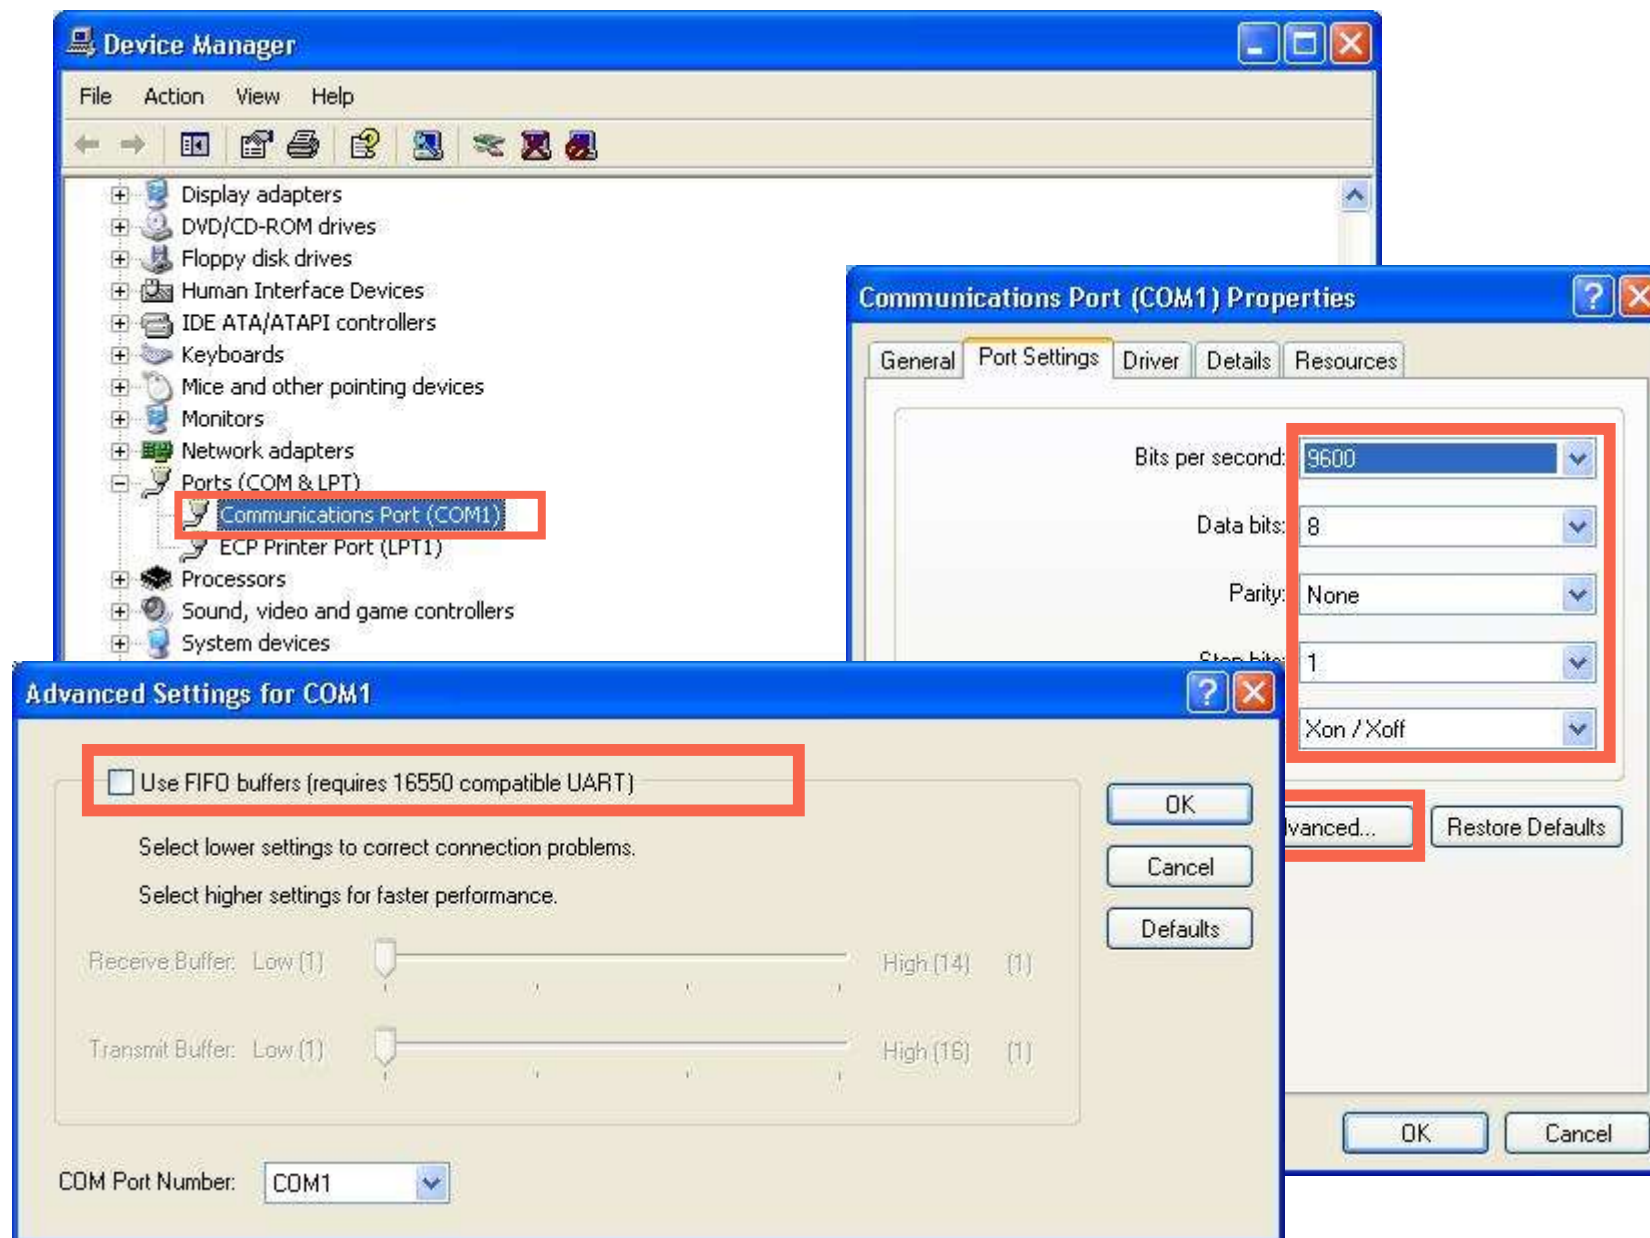 Device Manager
File Action View Help
Display adapters
DVD/CD-ROM drives
Floppy disk drives
Human Interface Devices
IDE ATA/ATAPI controllers
Keyboards
Mice and other pointing devices
Monitors
Network adapters
Ports (COM & LPT)
Communications Port (COM1)
ECP Printer Port (LPT1)
Processors
Sound, video and game controllers
System devices
Communications Port (COM1) Properties
General Port Settings Driver Details Resources
Bits per second: 9600
Data bits: 8
Parity: None
Stop bits: 1
Xon / Xoff
vanced... Restore Defaults
OK Cancel
Advanced Settings for COM1
Use FIFO buffers (requires 16550 compatible UART)
Select lower settings to correct connection problems.
Select higher settings for faster performance.
Receive Buffer: Low (1) High (14) (1)
Transmit Buffer: Low (1) High (16) (1)
COM Port Number: COM1
OK
Cancel
Defaults